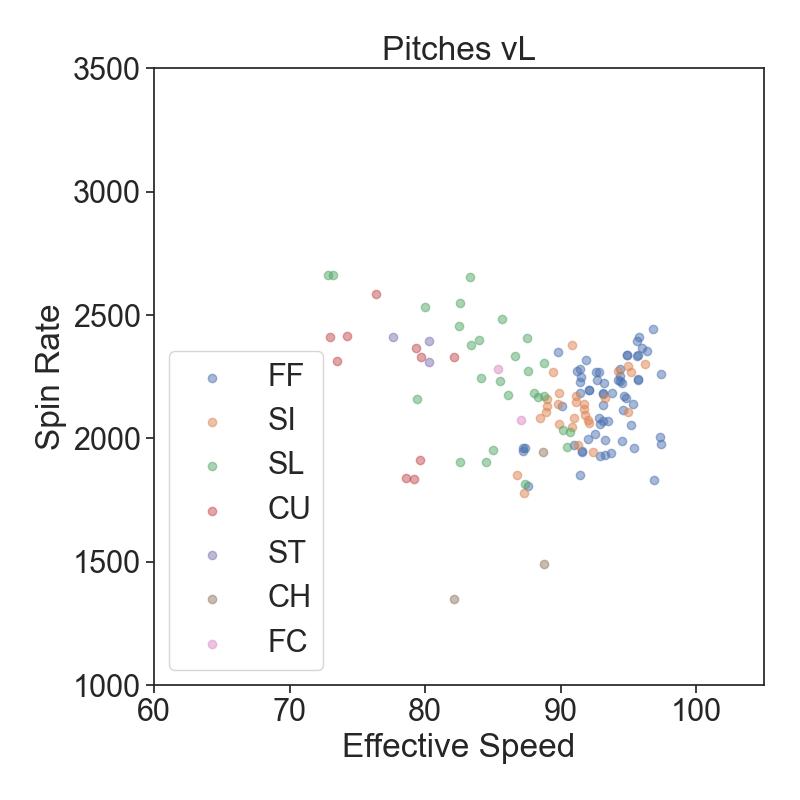 Pitches vL
3500
3000
2500
2000
1500
1000
Spin Rate
FF
SI
SL
CU
ST
CH
FC
60 70 80 90 100
Effective Speed